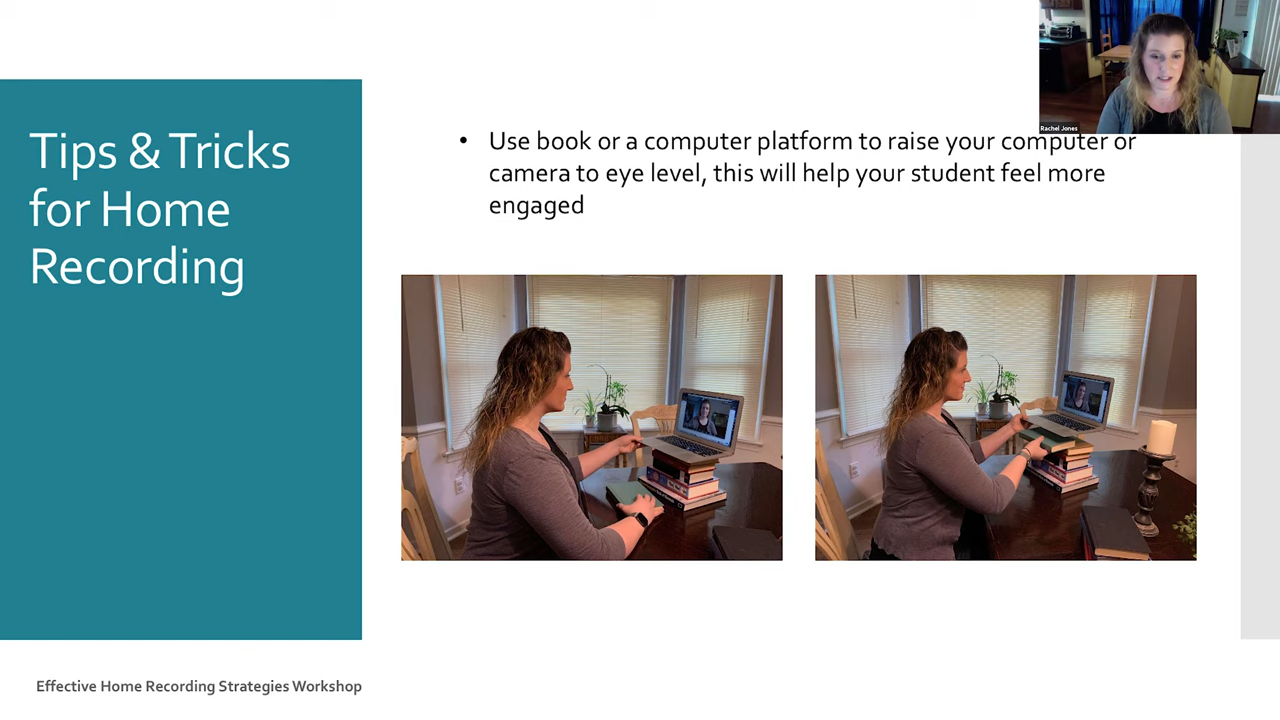 Tips & Tricks
for Home
Recording
• Use book or a computer platform to raise your computer or
camera to eye level, this will help your student feel more
engaged
Rachel Jones
Effective Home Recording Strategies Workshop